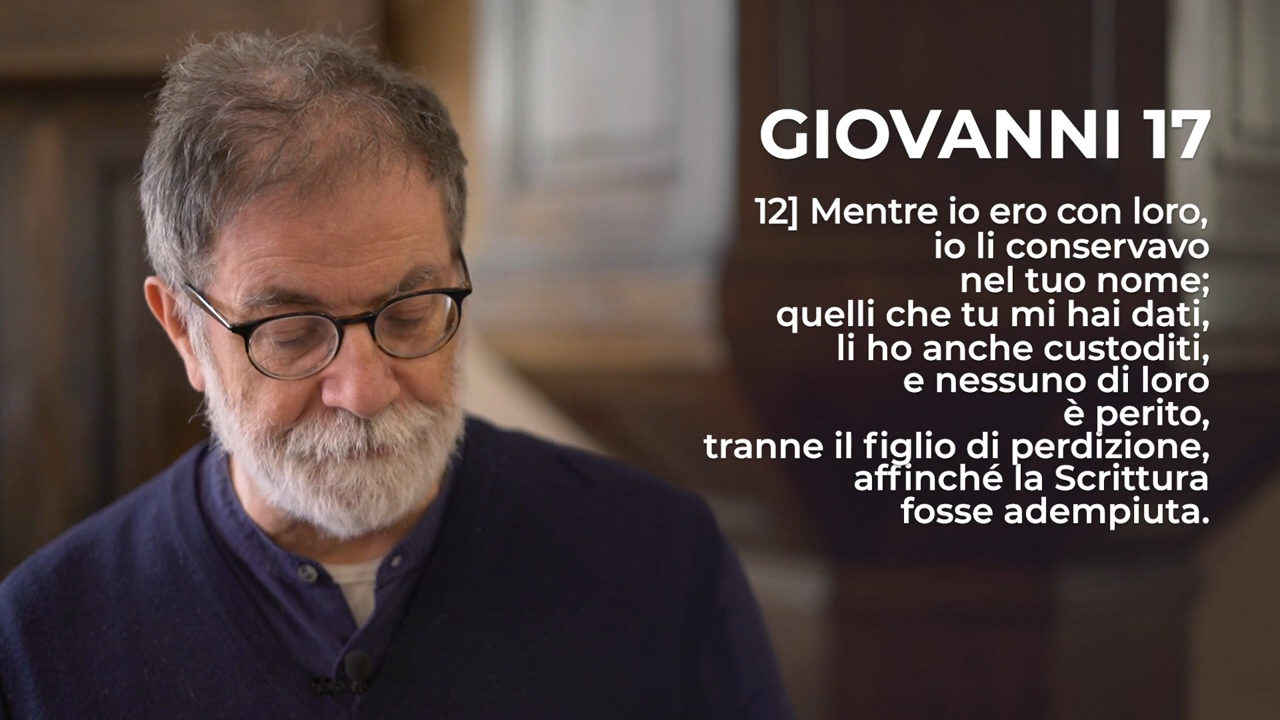 GIOVANNI 17
12] Mentre io ero con loro,
io li conservavo
nel tuo nome;
quelli che tu mi hai dati,
li ho anche custoditi,
e nessuno di loro
è perito,
tranne il figlio di perdizione,
affinché la Scrittura
fosse adempiuta.